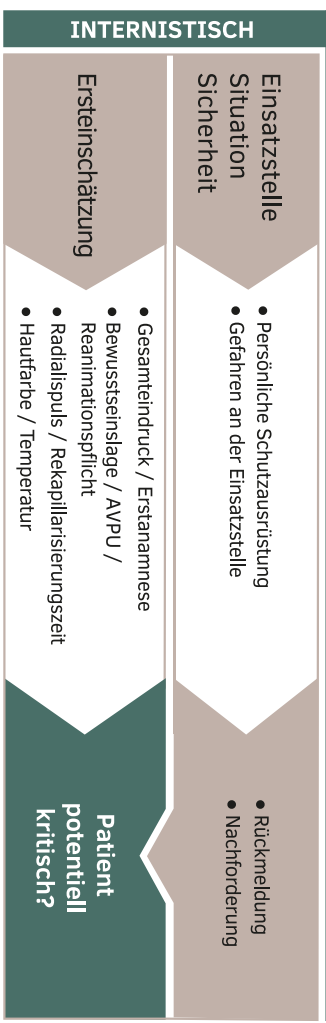 INTERNISTISCH
Einsatzstelle
Situation
Sicherheit
• Persönliche Schutzausrüstung
• Gefahren an der Einsatzstelle
• Rückmeldung
• Nachforderung
Ersteinschätzung
• Gesamteindruck / Erstanamnese
• Bewusstseinslage / AVPU /
Reanimationspflicht
• Radialispuls / Rekapillarisierungszeit
• Hautfarbe / Temperatur
Patient
potentiell
kritisch?